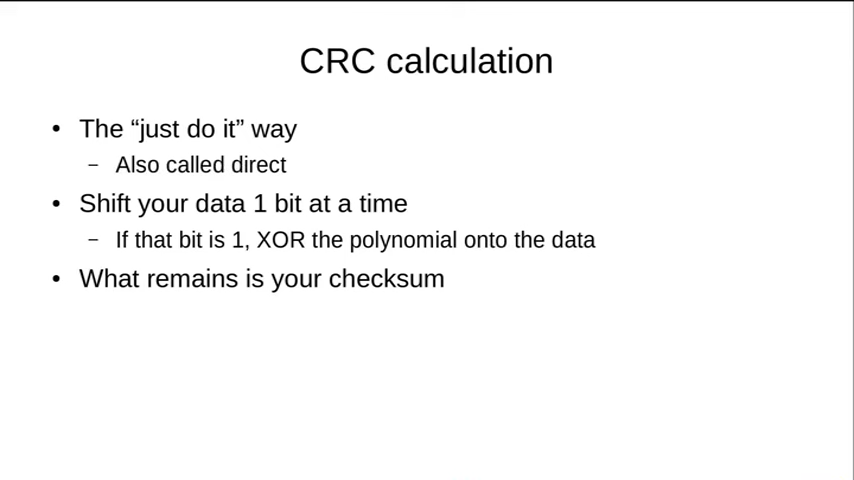 CRC calculation
• The “just do it” way
– Also called direct
• Shift your data 1 bit at a time
– If that bit is 1, XOR the polynomial onto the data
• What remains is your checksum